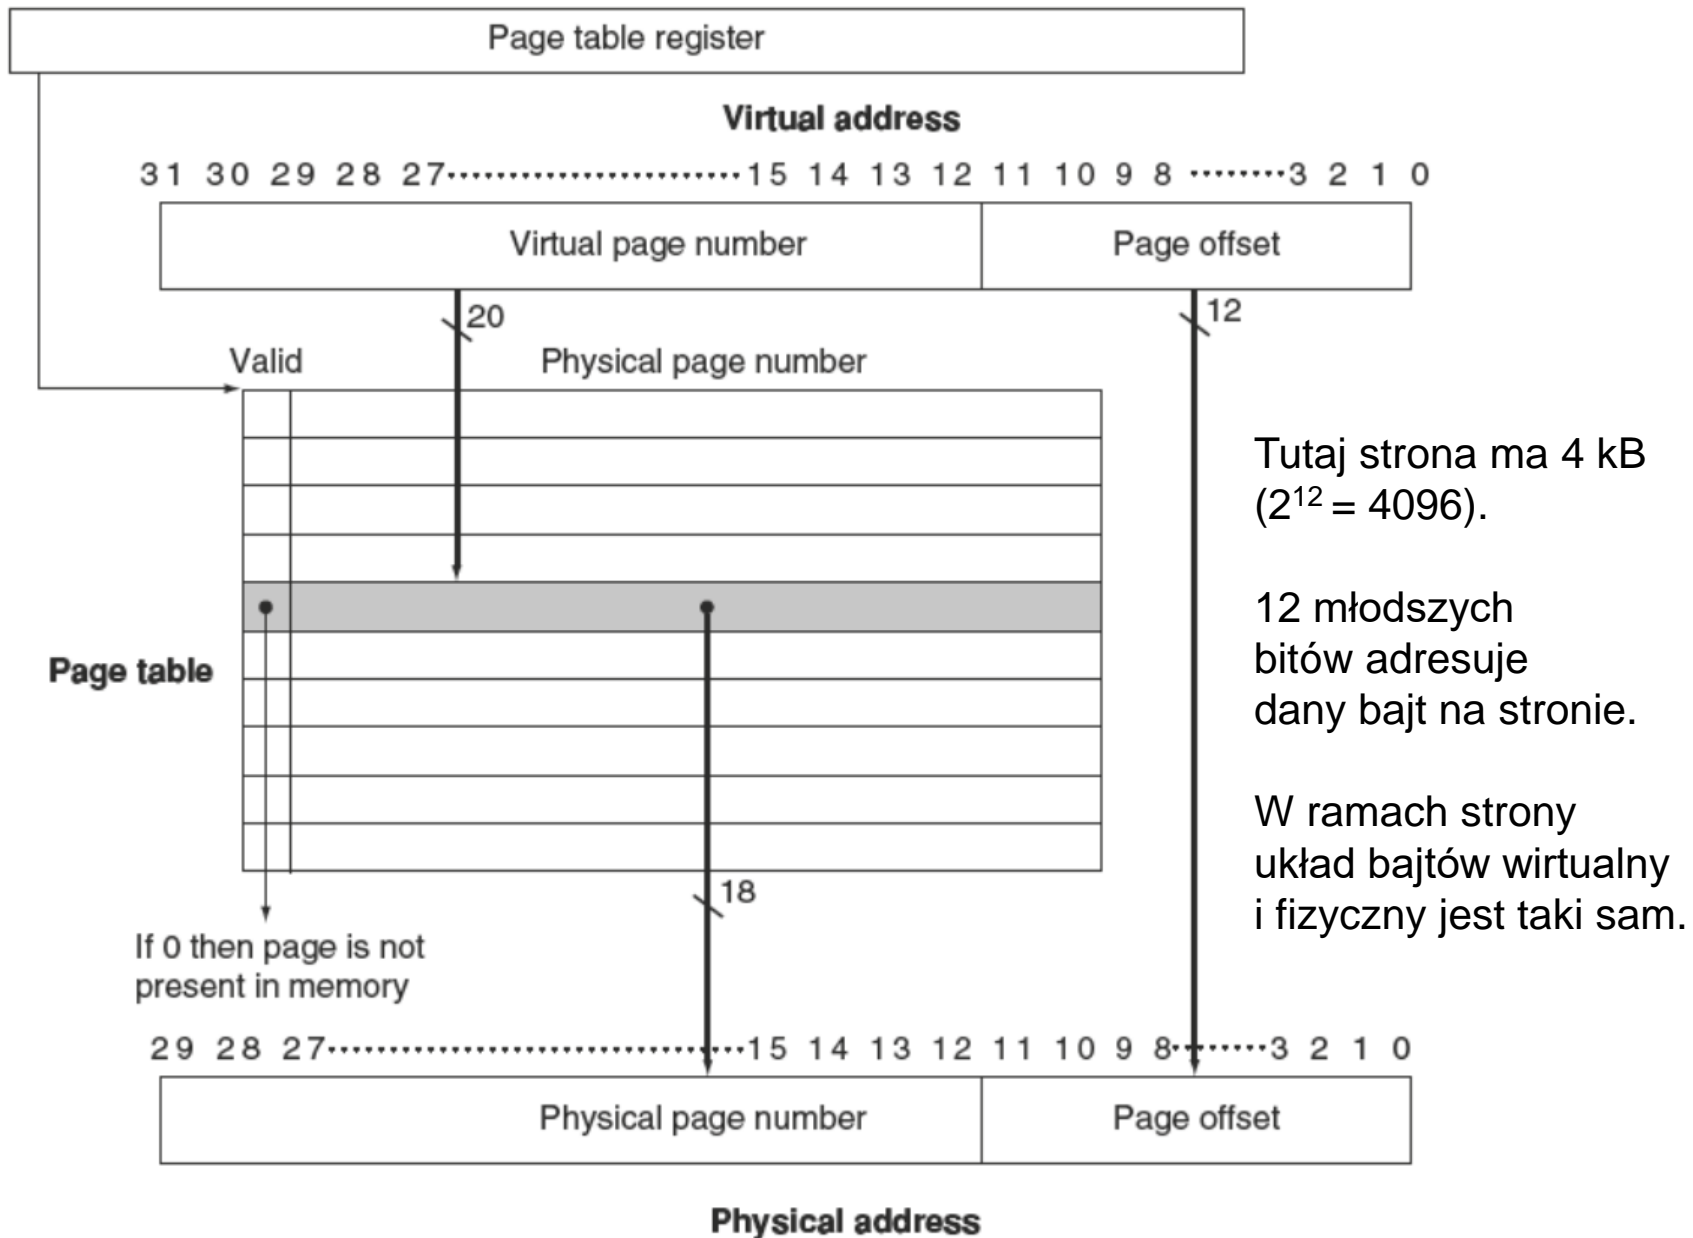 Page table register
Virtual address
31 30 29 28 27........................15 14 13 12 11 10 9 8 ........3 2 1 0
Virtual page number Page offset
20 12
Valid Physical page number
Tutaj strona ma 4 kB
(2¹² = 4096).
12 młodszych
bitów adresuje
dany bajt na stronie.
W ramach strony
układ bajtów wirtualny
i fizyczny jest taki sam.
Page table
18
If 0 then page is not
present in memory
29 28 27..................................15 14 13 12 11 10 9 8........3 2 1 0
Physical page number Page offset
Physical address